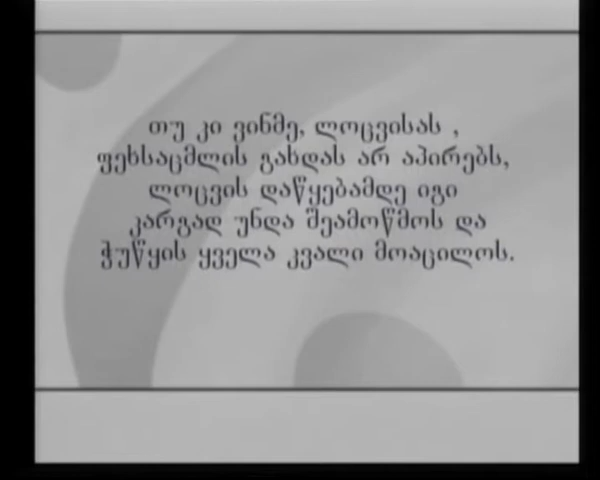 თუ კი ვინმე, ლოცვისას ,
ფეხსაცმლის გახდას არ აპირებს,
ლოცვის დაწყებამდე იგი
კარგად უნდა შეამოწმოს და
ჭუჭყის ყველა კვალი მოაცილოს.